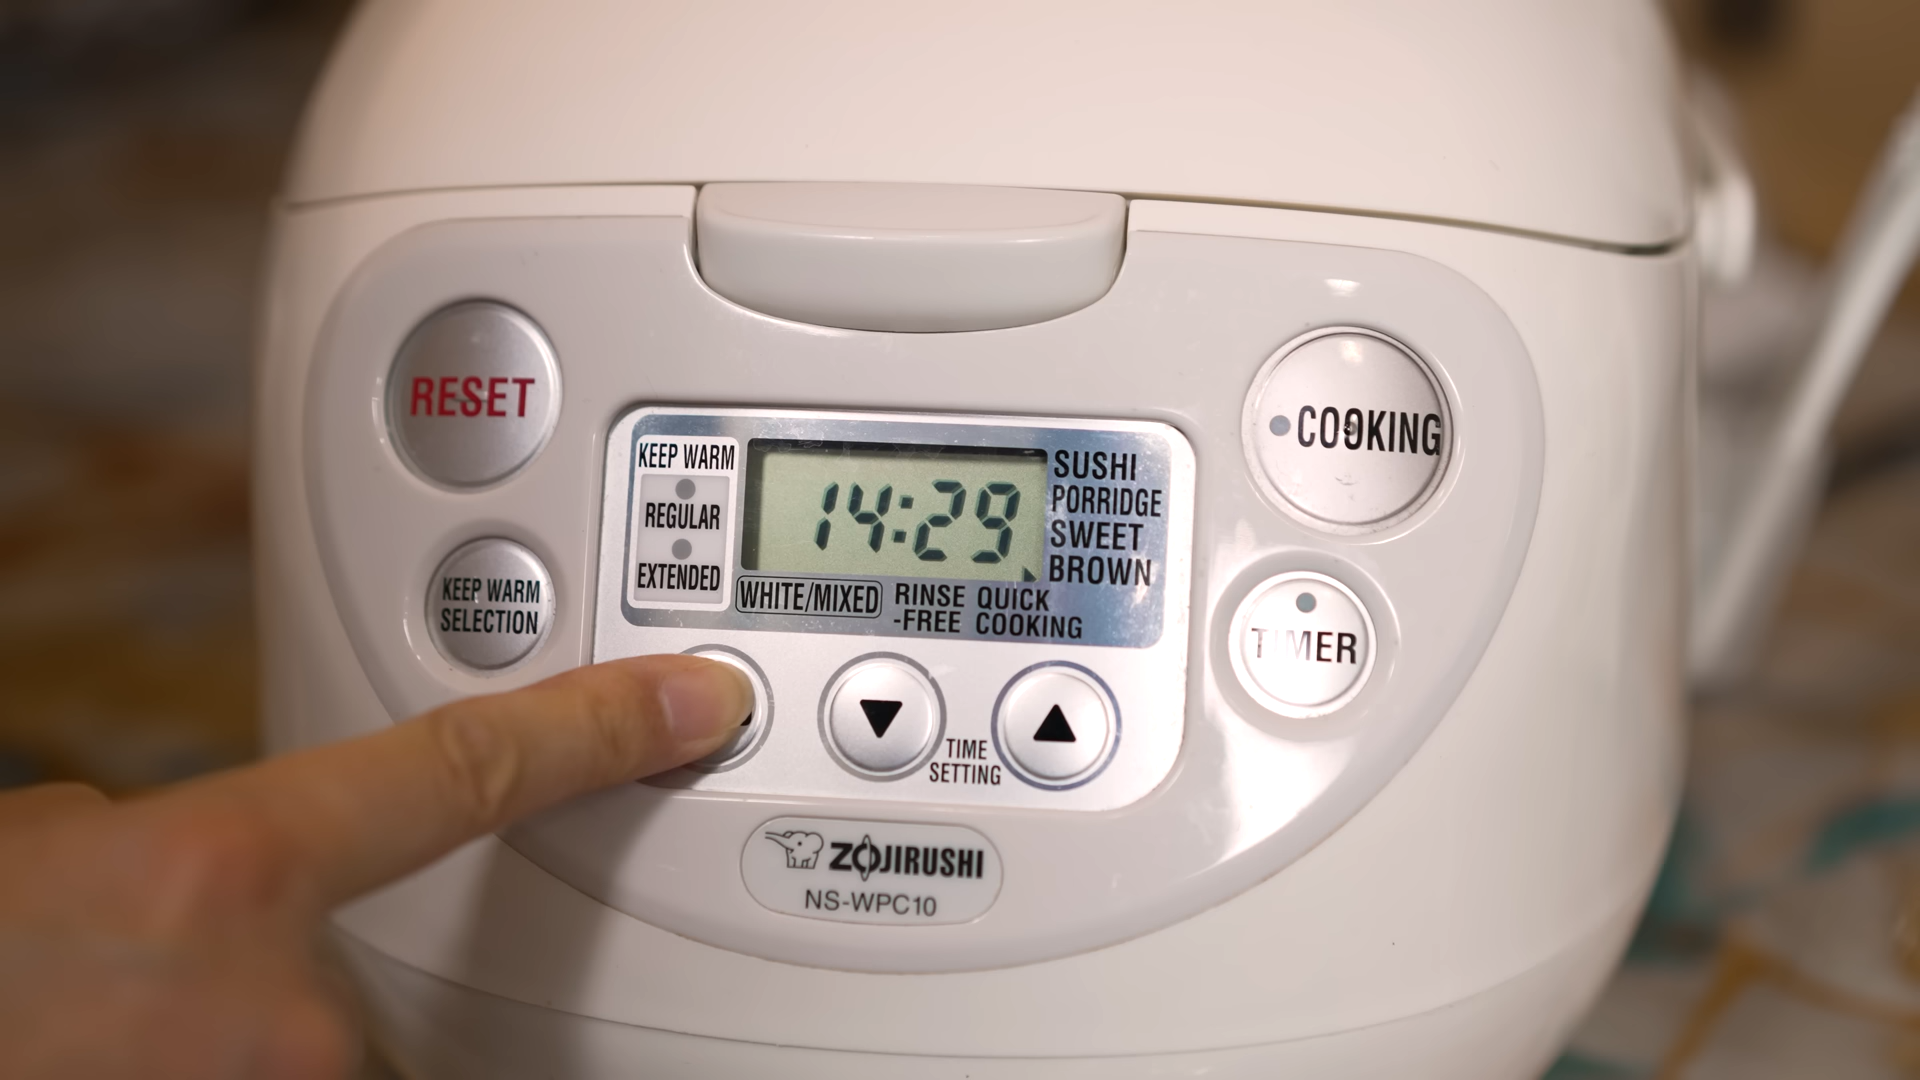 RESET
KEEP WARM
SELECTION
KEEP WARM
REGULAR
EXTENDED
14:29
SUSHI
PORRIDGE
SWEET
BROWN
WHITE/MIXED
RINSE
-FREE
QUICK
COOKING
TIME
SETTING
COOKING
TIMER
ZOJIRUSHI
NS-WPC10